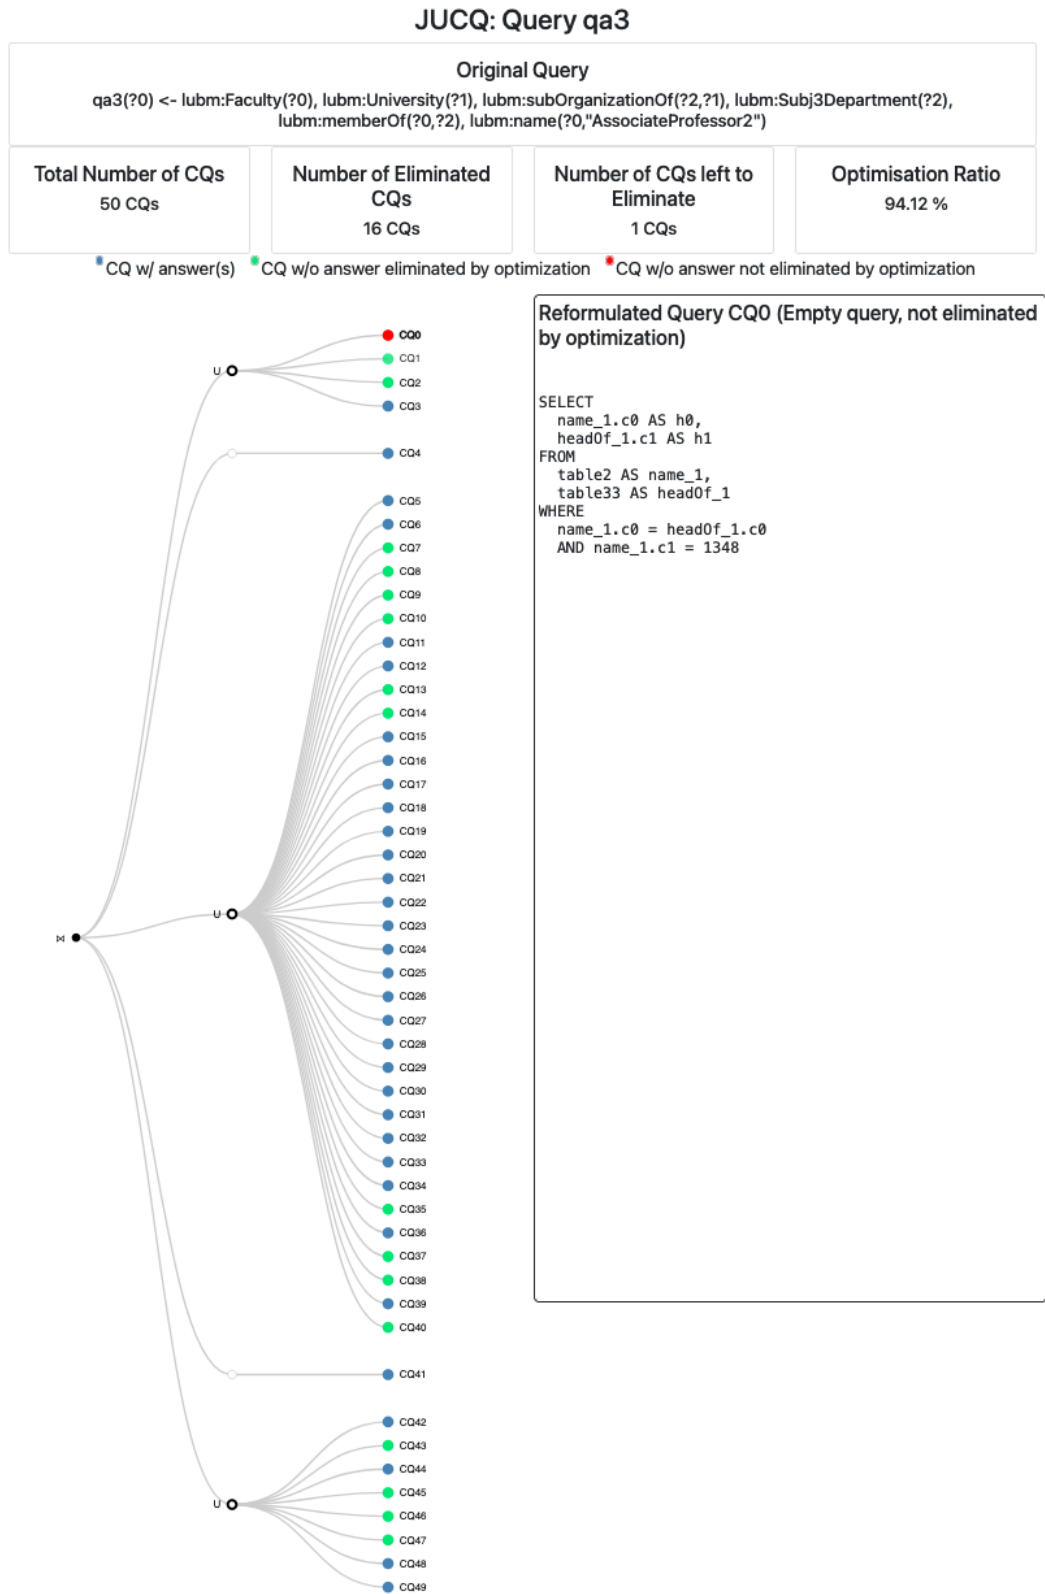 JUCQ: Query qa3
Original Query
qa3(?0) <- lubm:Faculty(?0), lubm:University(?1), lubm:subOrganizationOf(?2,?1), lubm:Subj3Department(?2),
lubm:memberOf(?0,?2), lubm:name(?0,"AssociateProfessor2")
Total Number of CQs
50 CQs
Number of Eliminated
CQs
16 CQs
Number of CQs left to
Eliminate
1 CQs
Optimisation Ratio
94.12 %
CQ w/ answer(s)
CQ w/o answer eliminated by optimization
CQ w/o answer not eliminated by optimization
CQ0
CQ1
U
CQ2
CQ3
CQ4
CQ5
CQ6
CQ7
CQ8
CQ9
CQ10
CQ11
CQ12
CQ13
CQ14
CQ15
CQ16
CQ17
CQ18
CQ19
CQ20
CQ21
CQ22
U
CQ23
⋈
CQ24
CQ25
CQ26
CQ27
CQ28
CQ29
CQ30
CQ31
CQ32
CQ33
CQ34
CQ35
CQ36
CQ37
CQ38
CQ39
CQ40
CQ41
CQ42
CQ43
CQ44
CQ45
U
CQ46
CQ47
CQ48
CQ49
Reformulated Query CQ0 (Empty query, not eliminated
by optimization)
SELECT
name_1.c0 AS h0,
headOf_1.c1 AS h1
FROM
table2 AS name_1,
table33 AS headOf_1
WHERE
name_1.c0 = headOf_1.c0
AND name_1.c1 = 1348